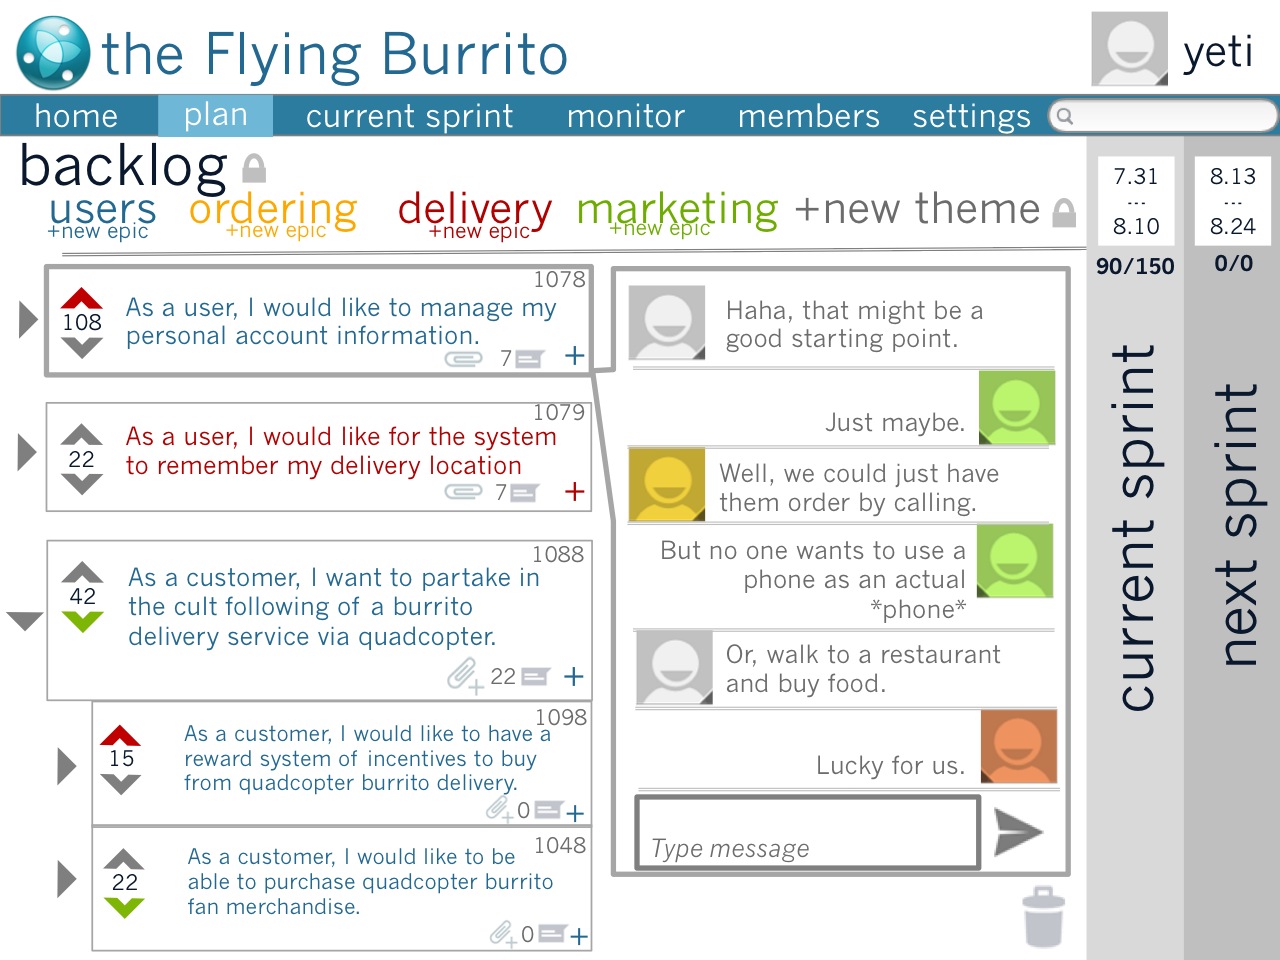 the Flying Burrito
yeti
home plan current sprint monitor members settings
backlog
users ordering delivery marketing +new theme
+new epic +new epic +new epic +new epic
7.31
...
8.10
90/150
8.13
...
8.24
0/0
current sprint
next sprint
1078
108
As a user, I would like to manage my
personal account information.
7 +
1079
22
As a user, I would like for the system
to remember my delivery location
7 +
1088
42
As a customer, I want to partake in
the cult following of a burrito
delivery service via quadcopter.
22 +
1098
15
As a customer, I would like to have a
reward system of incentives to buy
from quadcopter burrito delivery.
0 +
1048
22
As a customer, I would like to be
able to purchase quadcopter burrito
fan merchandise.
0 +
Haha, that might be a
good starting point.
Just maybe.
Well, we could just have
them order by calling.
But no one wants to use a
phone as an actual
*phone*
Or, walk to a restaurant
and buy food.
Lucky for us.
Type message